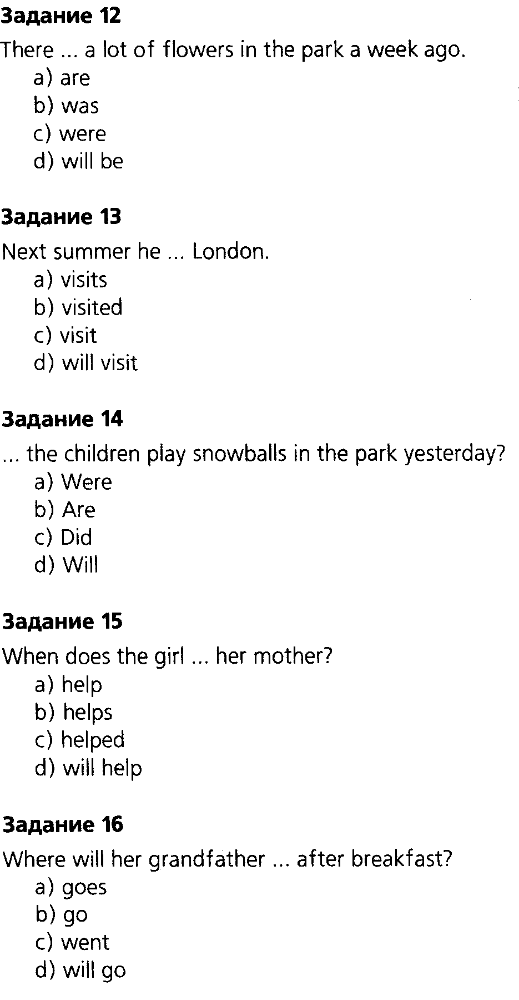 Задание 12
There ... a lot of flowers in the park a week ago.
a) are
b) was
c) were
d) will be
Задание 13
Next summer he ... London.
a) visits
b) visited
c) visit
d) will visit
Задание 14
... the children play snowballs in the park yesterday?
a) Were
b) Are
c) Did
d) Will
Задание 15
When does the girl ... her mother?
a) help
b) helps
c) helped
d) will help
Задание 16
Where will her grandfather ... after breakfast?
a) goes
b) go
c) went
d) will go